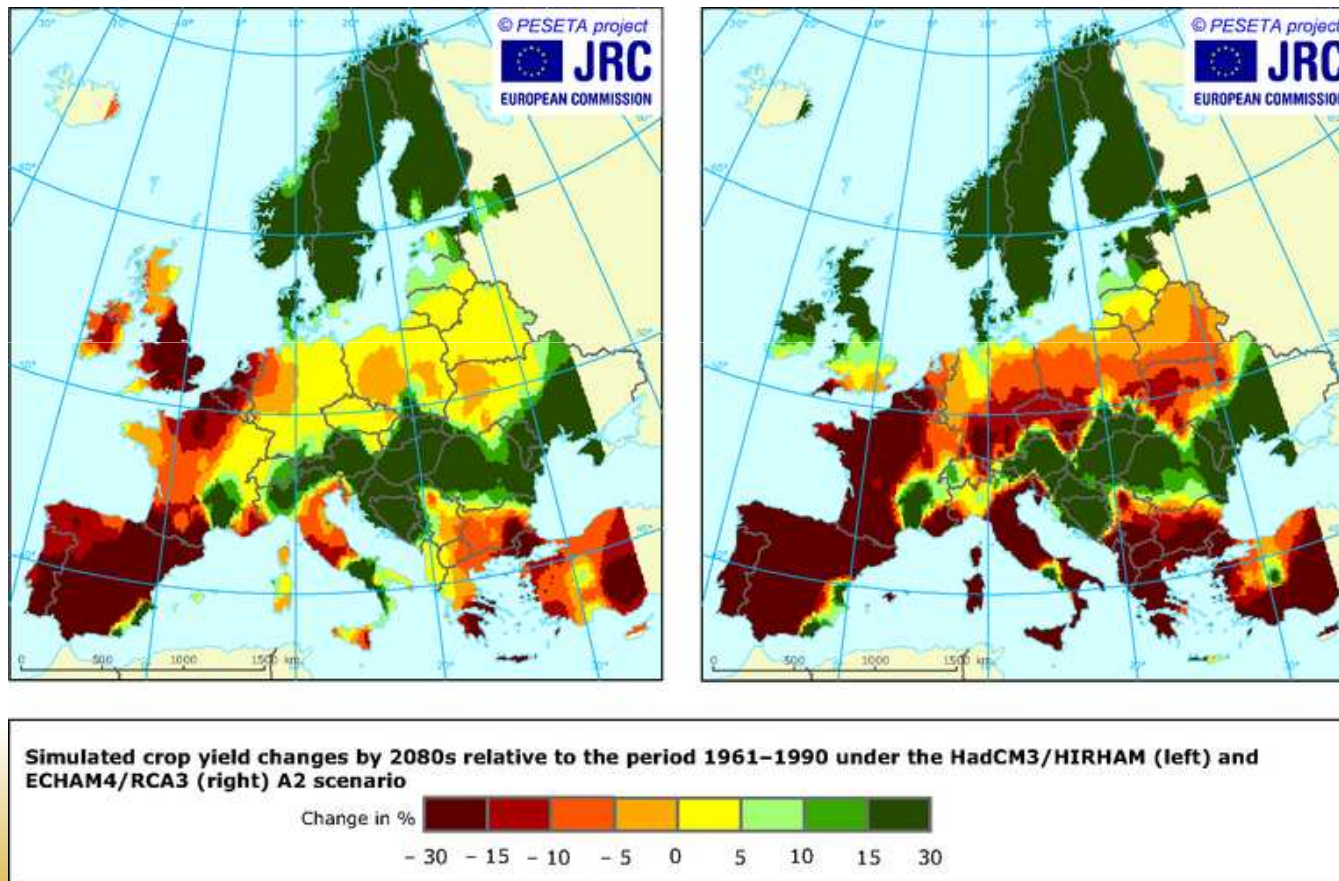 © PESETA project
JRC
EUROPEAN COMMISSION
0 500 1000 1500 km
© PESETA project
JRC
EUROPEAN COMMISSION
0 500 1000 1500 km
Simulated crop yield changes by 2080s relative to the period 1961–1990 under the HadCM3/HIRHAM (left) and
ECHAM4/RCA3 (right) A2 scenario
Change in %
– 30 – 15 – 10 – 5 0 5 10 15 30